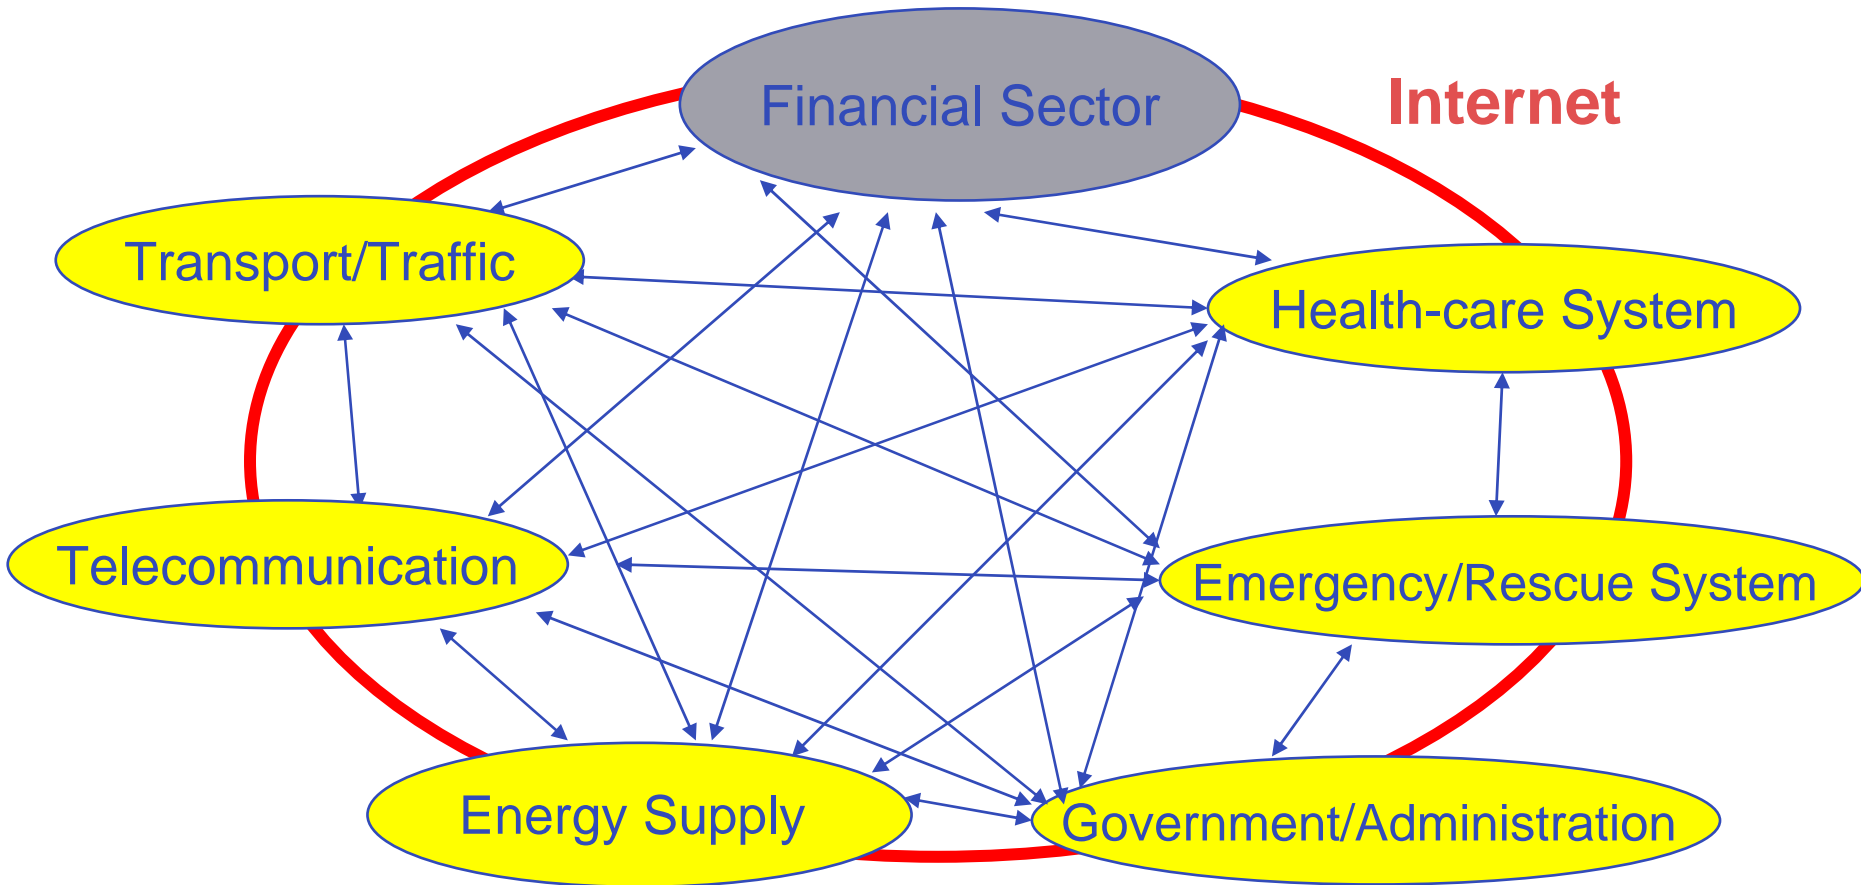 Financial Sector
Internet
Transport/Traffic
Health-care System
Telecommunication
Emergency/Rescue System
Energy Supply
Government/Administration